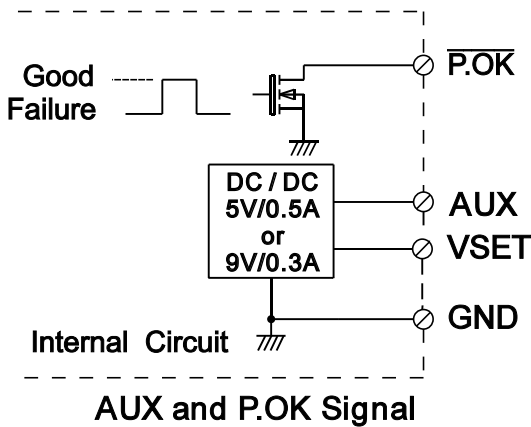 P.OK
Good
Failure
DC / DC
5V/0.5A
or
9V/0.3A
AUX
VSET
GND
Internal Circuit
AUX and P.OK Signal